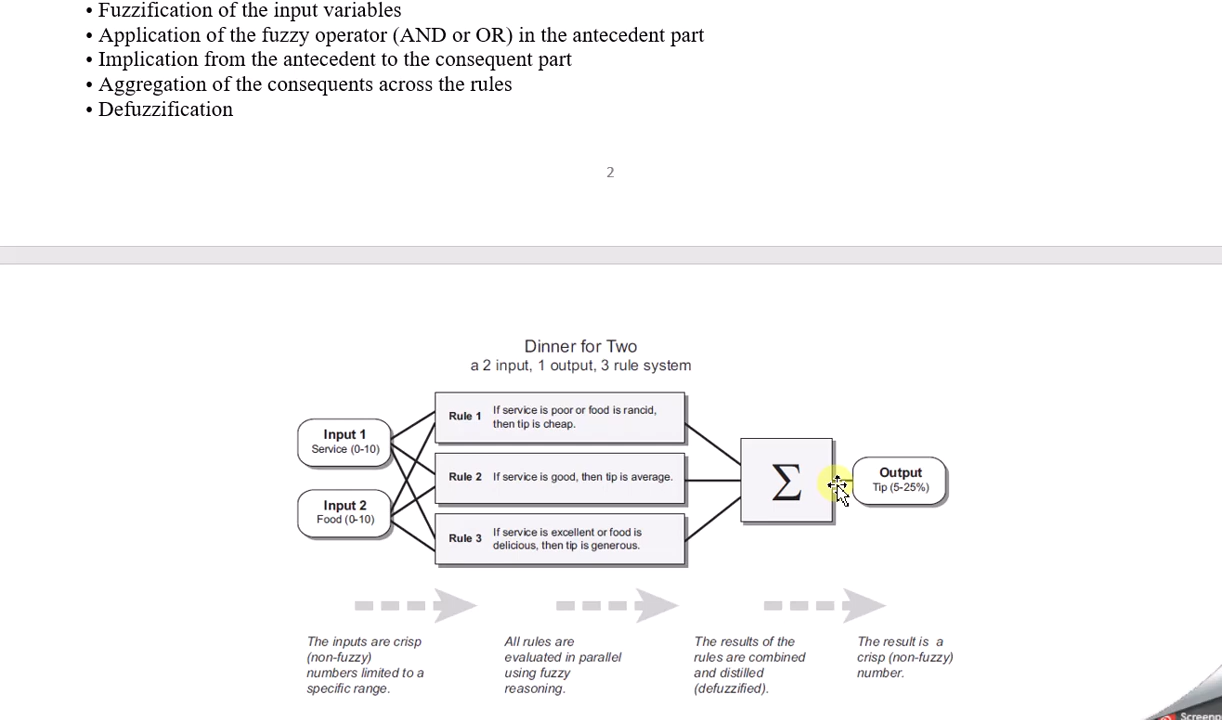 • Fuzzification of the input variables
• Application of the fuzzy operator (AND or OR) in the antecedent part
• Implication from the antecedent to the consequent part
• Aggregation of the consequents across the rules
• Defuzzification
2
Dinner for Two
a 2 input, 1 output, 3 rule system
Input 1
Service (0-10)
Input 2
Food (0-10)
Rule 1 If service is poor or food is rancid,
then tip is cheap.
Rule 2 If service is good, then tip is average.
Rule 3 If service is excellent or food is
delicious, then tip is generous.
Σ
Output
Tip (5-25%)
The inputs are crisp
(non-fuzzy)
numbers limited to a
specific range.
All rules are
evaluated in parallel
using fuzzy
reasoning.
The results of the
rules are combined
and distilled
(defuzzified).
The result is a
crisp (non-fuzzy)
number.